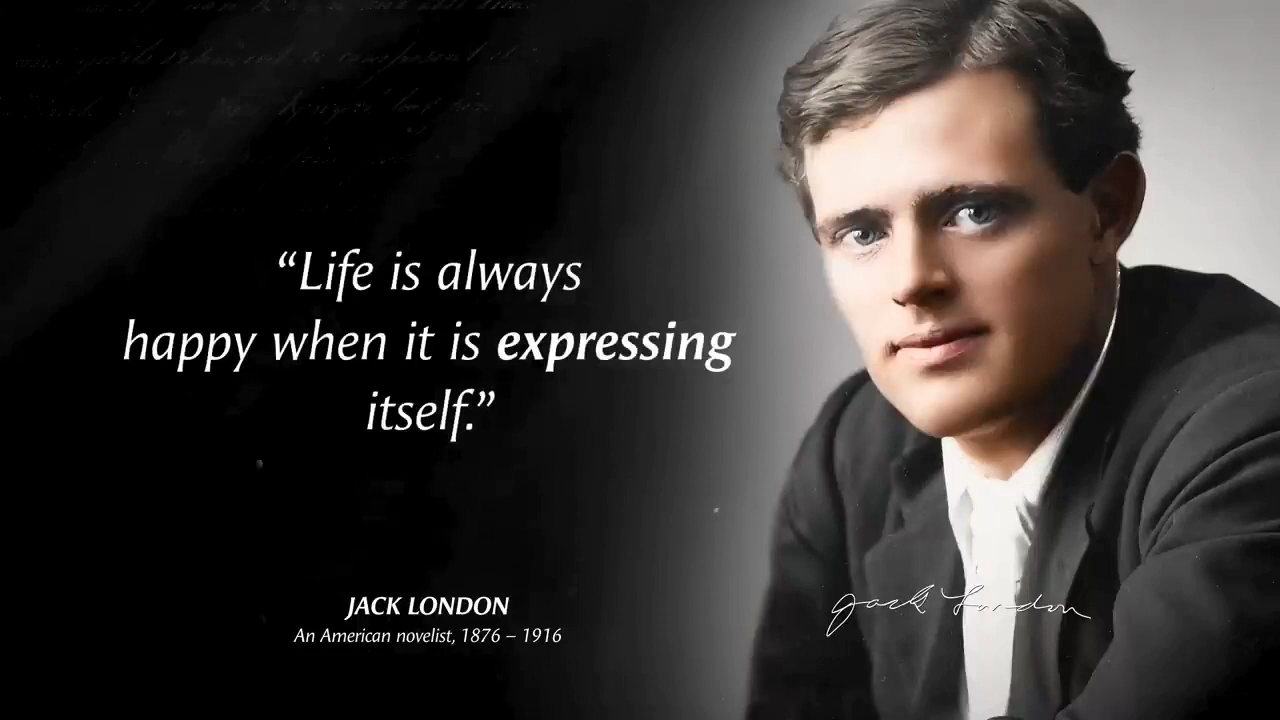 “Life is always
happy when it is expressing
itself.”
JACK LONDON
An American novelist, 1876 – 1916
Jack London